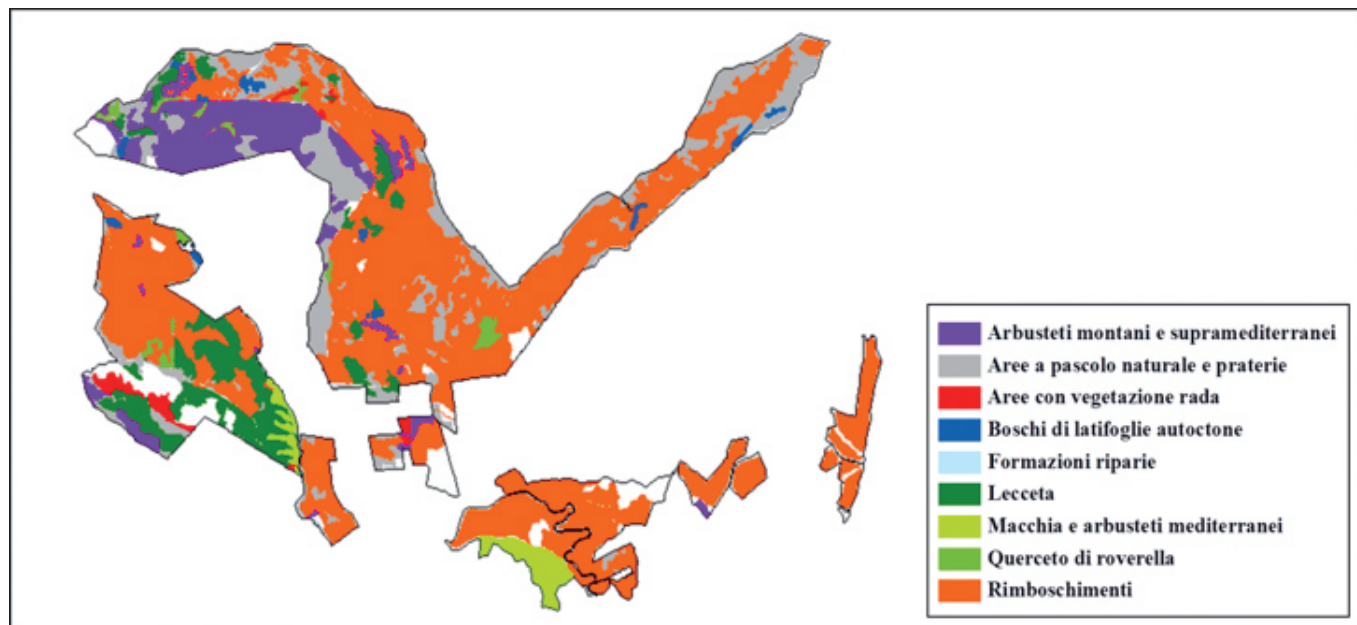 Arbusteti montani e supramediterranei
Aree a pascolo naturale e praterie
Aree con vegetazione rada
Boschi di latifoglie autoctone
Formazioni riparie
Lecceta
Macchia e arbusteti mediterranei
Querceto di roverella
Rimboschimenti